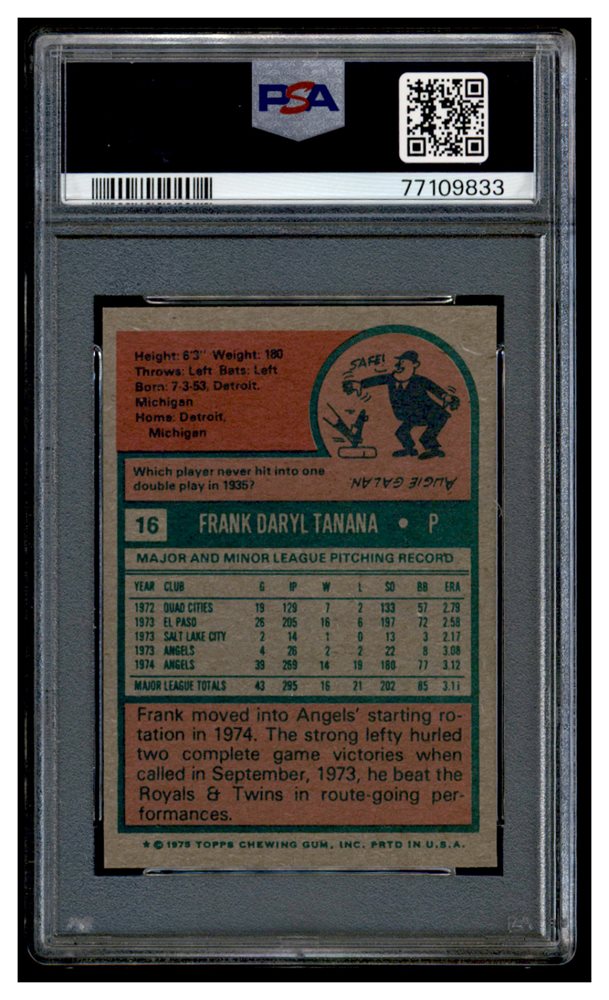 PSA
77109833
Height: 6'3" Weight: 180
Throws: Left Bats: Left
Born: 7-3-53, Detroit,
Michigan
Home: Detroit,
Michigan
SAFE!
Which player never hit into one
double play in 1935?
AUGIE GALAN.
16 FRANK DARYL TANANA • P
MAJOR AND MINOR LEAGUE PITCHING RECORD
YEAR CLUB G IP W L SO BB ERA
1972 QUAD CITIES 19 129 7 2 133 57 2.79
1973 EL PASO 26 205 16 6 197 72 2.58
1973 SALT LAKE CITY 2 14 1 0 13 3 2.17
1973 ANGELS 4 26 2 2 22 8 3.08
1974 ANGELS 39 269 14 19 180 77 3.12
MAJOR LEAGUE TOTALS 43 295 16 21 202 85 3.11
Frank moved into Angels' starting ro-
tation in 1974. The strong lefty hurled
two complete game victories when
called in September, 1973, he beat the
Royals & Twins in route-going per-
formances.
★ © 1975 TOPPS CHEWING GUM, INC. PRTD IN U.S.A.